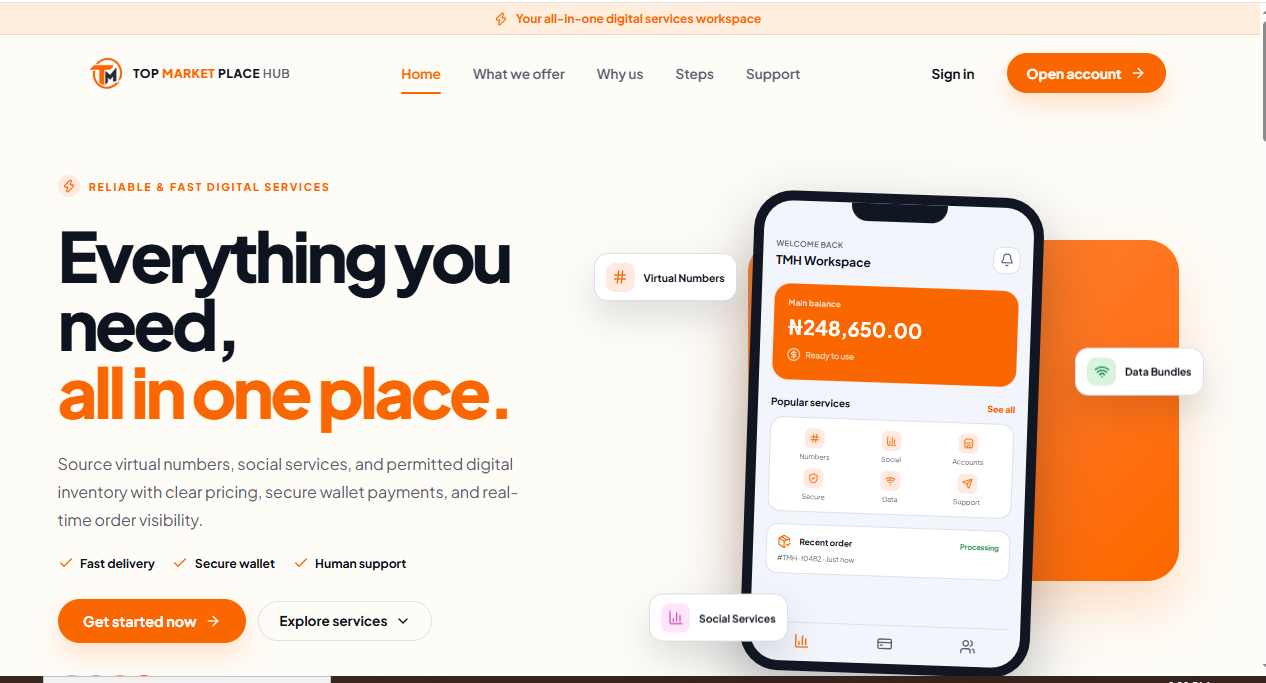 Your all-in-one digital services workspace
TOP MARKET PLACE HUB
Home
What we offer
Why us
Steps
Support
Sign in
Open account
RELIABLE & FAST DIGITAL SERVICES
Everything you
need,
all in one place.
Source virtual numbers, social services, and permitted digital
inventory with clear pricing, secure wallet payments, and real-
time order visibility.
Fast delivery
Secure wallet
Human support
Get started now
Explore services
Virtual Numbers
WELCOME BACK
TMH Workspace
Main balance
₦248,650.00
Ready to use
Data Bundles
Popular services
See all
Numbers
Social
Accounts
Secure
Data
Support
Recent order
Processing
#TMH-10482 · Just now
Social Services